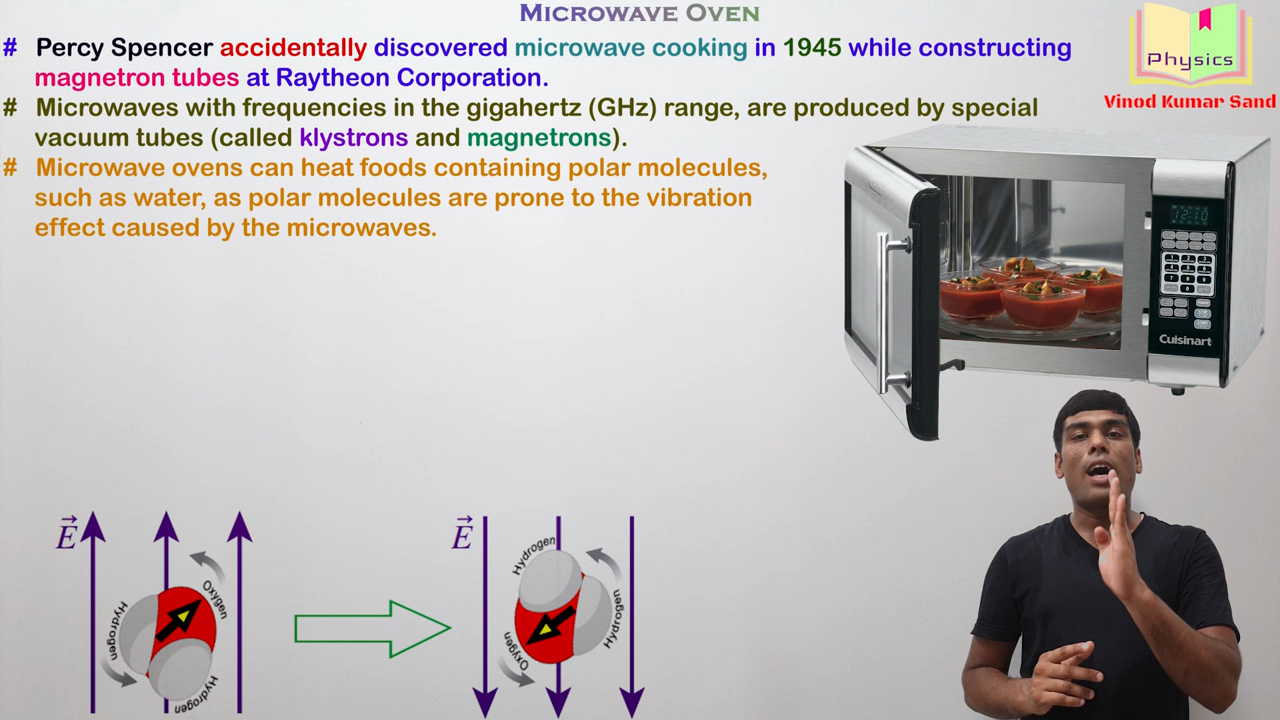 Microwave Oven
# Percy Spencer accidentally discovered microwave cooking in 1945 while constructing
magnetron tubes at Raytheon Corporation.
# Microwaves with frequencies in the gigahertz (GHz) range, are produced by special
vacuum tubes (called klystrons and magnetrons).
# Microwave ovens can heat foods containing polar molecules,
such as water, as polar molecules are prone to the vibration
effect caused by the microwaves.
Physics
Vinod Kumar Sand
12:10
Cuisinart
E
Hydrogen
Oxygen
Hydrogen
E
Hydrogen
Hydrogen
Oxygen